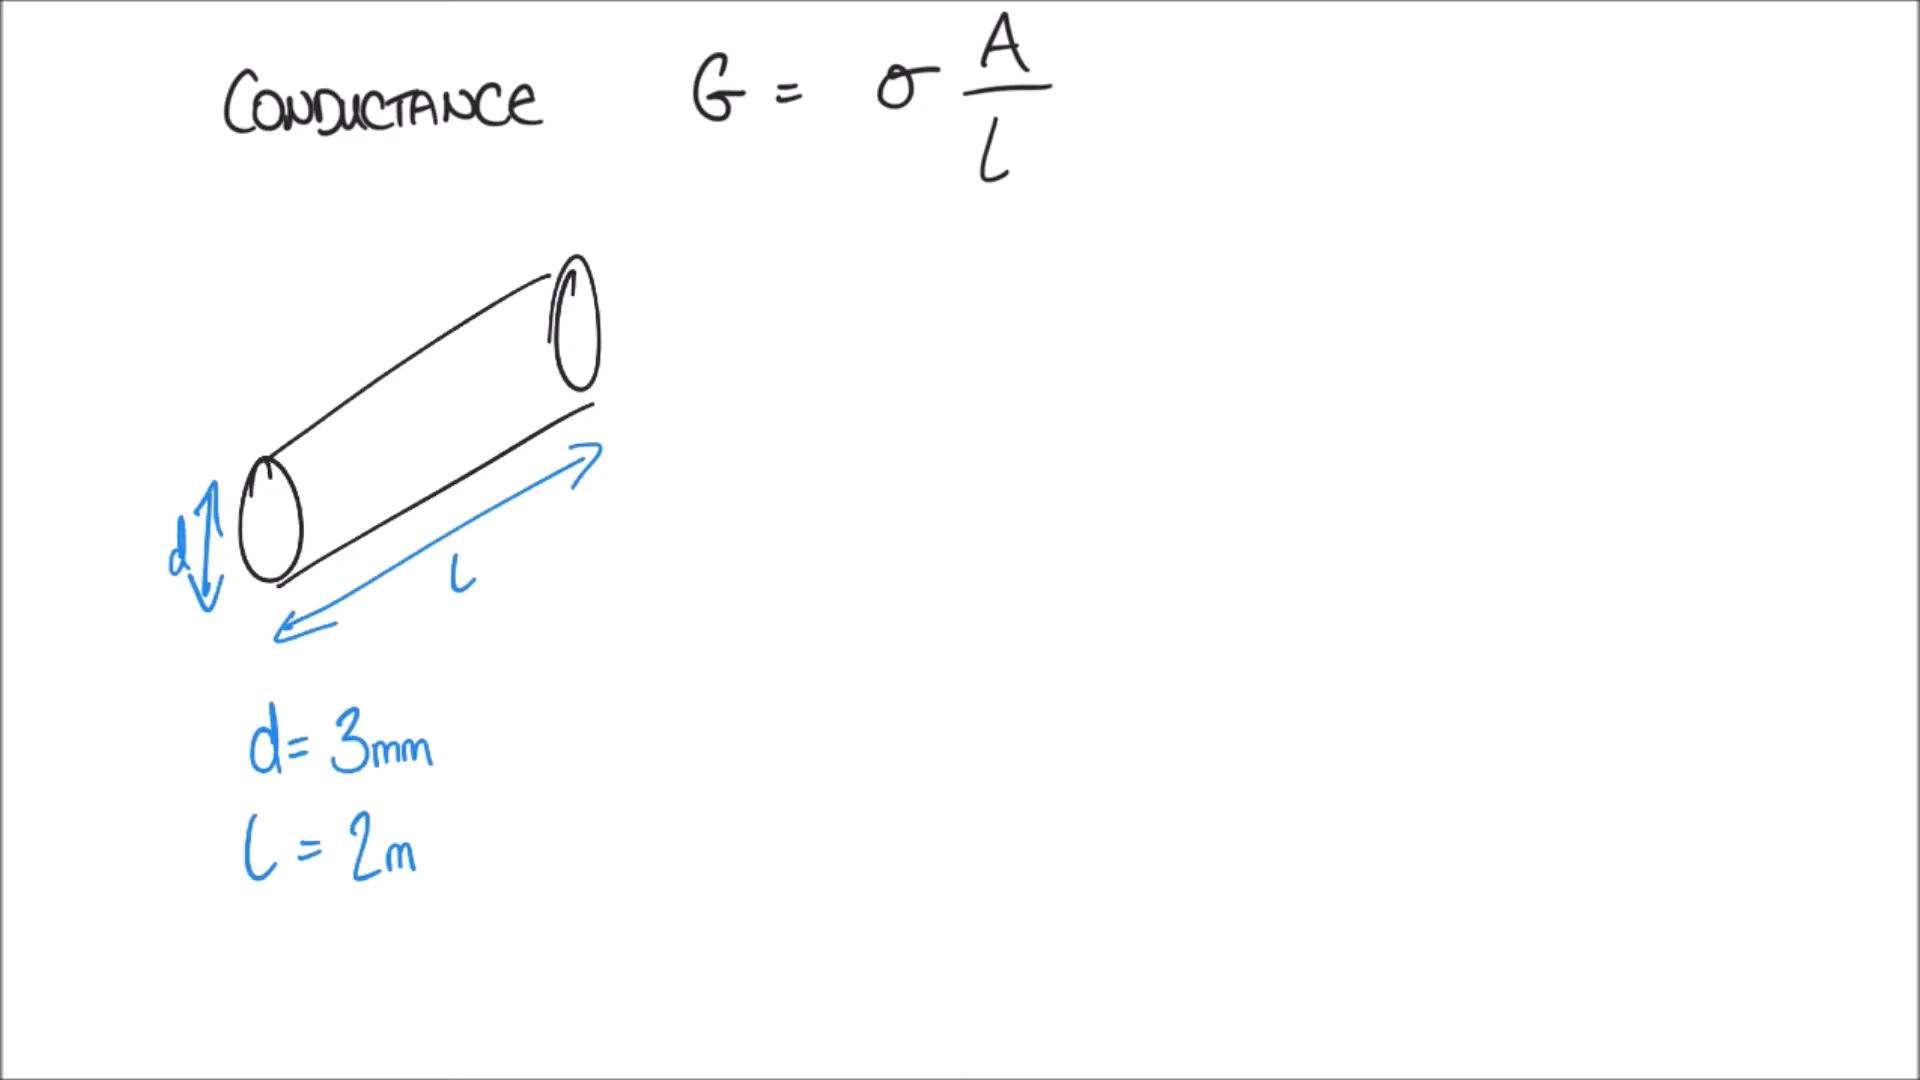 CONDUCTANCE G = σ A/L
d
L
d = 3mm
L = 2m